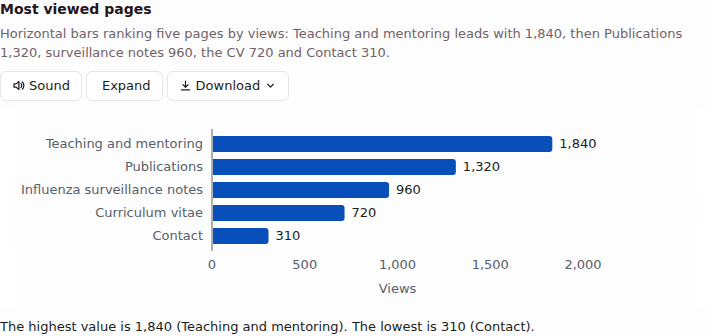 Most viewed pages
Horizontal bars ranking five pages by views: Teaching and mentoring leads with 1,840, then Publications
1,320, surveillance notes 960, the CV 720 and Contact 310.
Sound Expand Download
Teaching and mentoring 1,840
Publications 1,320
Influenza surveillance notes 960
Curriculum vitae 720
Contact 310
0 500 1,000 1,500 2,000
Views
The highest value is 1,840 (Teaching and mentoring). The lowest is 310 (Contact).